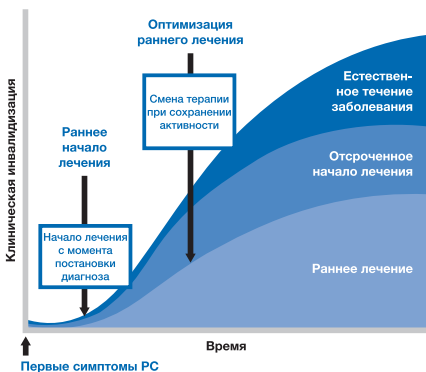 Оптимизация
раннего лечения
Смена терапии
при сохранении
активности
Раннее
начало
лечения
Начало лечения
с момента
постановки
диагноза
Естествен-
ное течение
заболевания
Отсроченное
начало лечения
Раннее лечение
Клиническая инвалидизация
Время
Первые симптомы РС